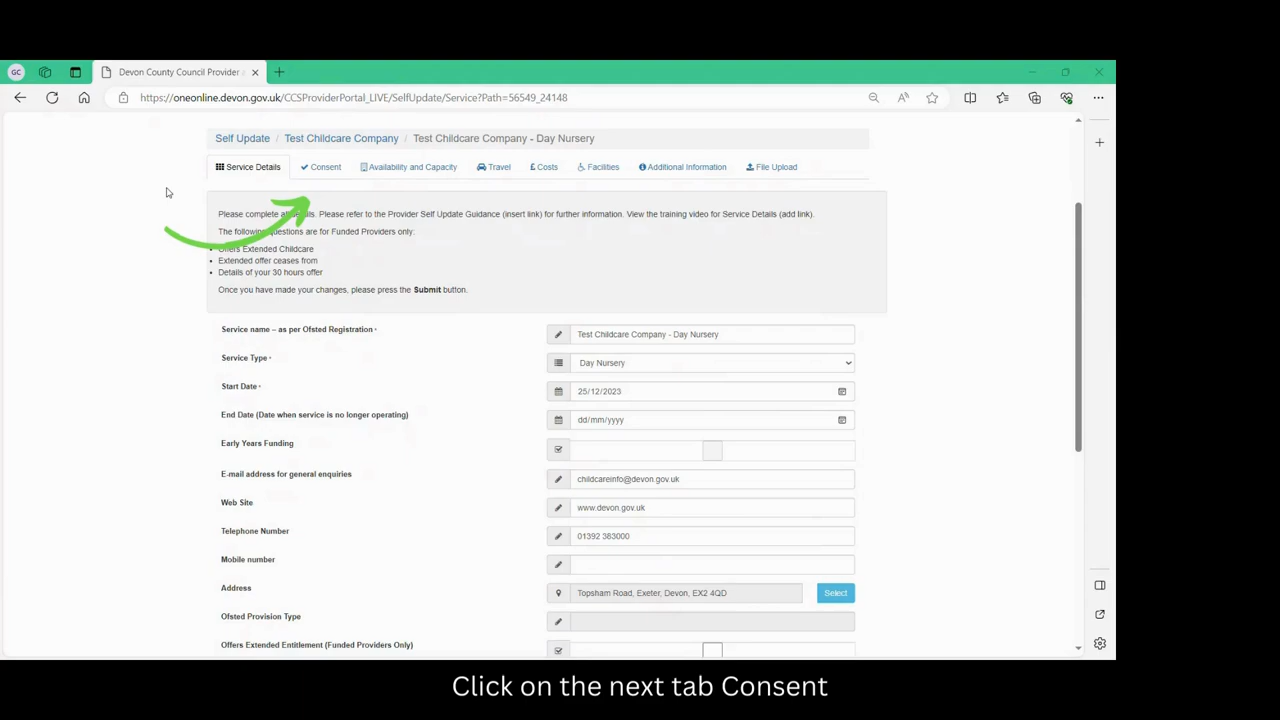 GC
Devon County Council Provider
https://oneonline.devon.gov.uk/CCSProviderPortal_LIVE/SelfUpdate/Service?Path=56549_24148
Self Update / Test Childcare Company / Test Childcare Company - Day Nursery
Service Details Consent Availability and Capacity Travel £ Costs Facilities Additional Information File Upload
Please complete all details. Please refer to the Provider Self Update Guidance (insert link) for further information. View the training video for Service Details (add link).
The following questions are for Funded Providers only:
Offers Extended Childcare
Extended offer ceases from
Details of your 30 hours offer
Once you have made your changes, please press the Submit button.
Service name – as per Ofsted Registration * Test Childcare Company - Day Nursery
Service Type * Day Nursery
Start Date * 25/12/2023
End Date (Date when service is no longer operating) dd/mm/yyyy
Early Years Funding
E-mail address for general enquiries childcareinfo@devon.gov.uk
Web Site www.devon.gov.uk
Telephone Number 01392 383000
Mobile number
Address Topsham Road, Exeter, Devon, EX2 4QD Select
Ofsted Provision Type
Offers Extended Entitlement (Funded Providers Only)
Click on the next tab Consent